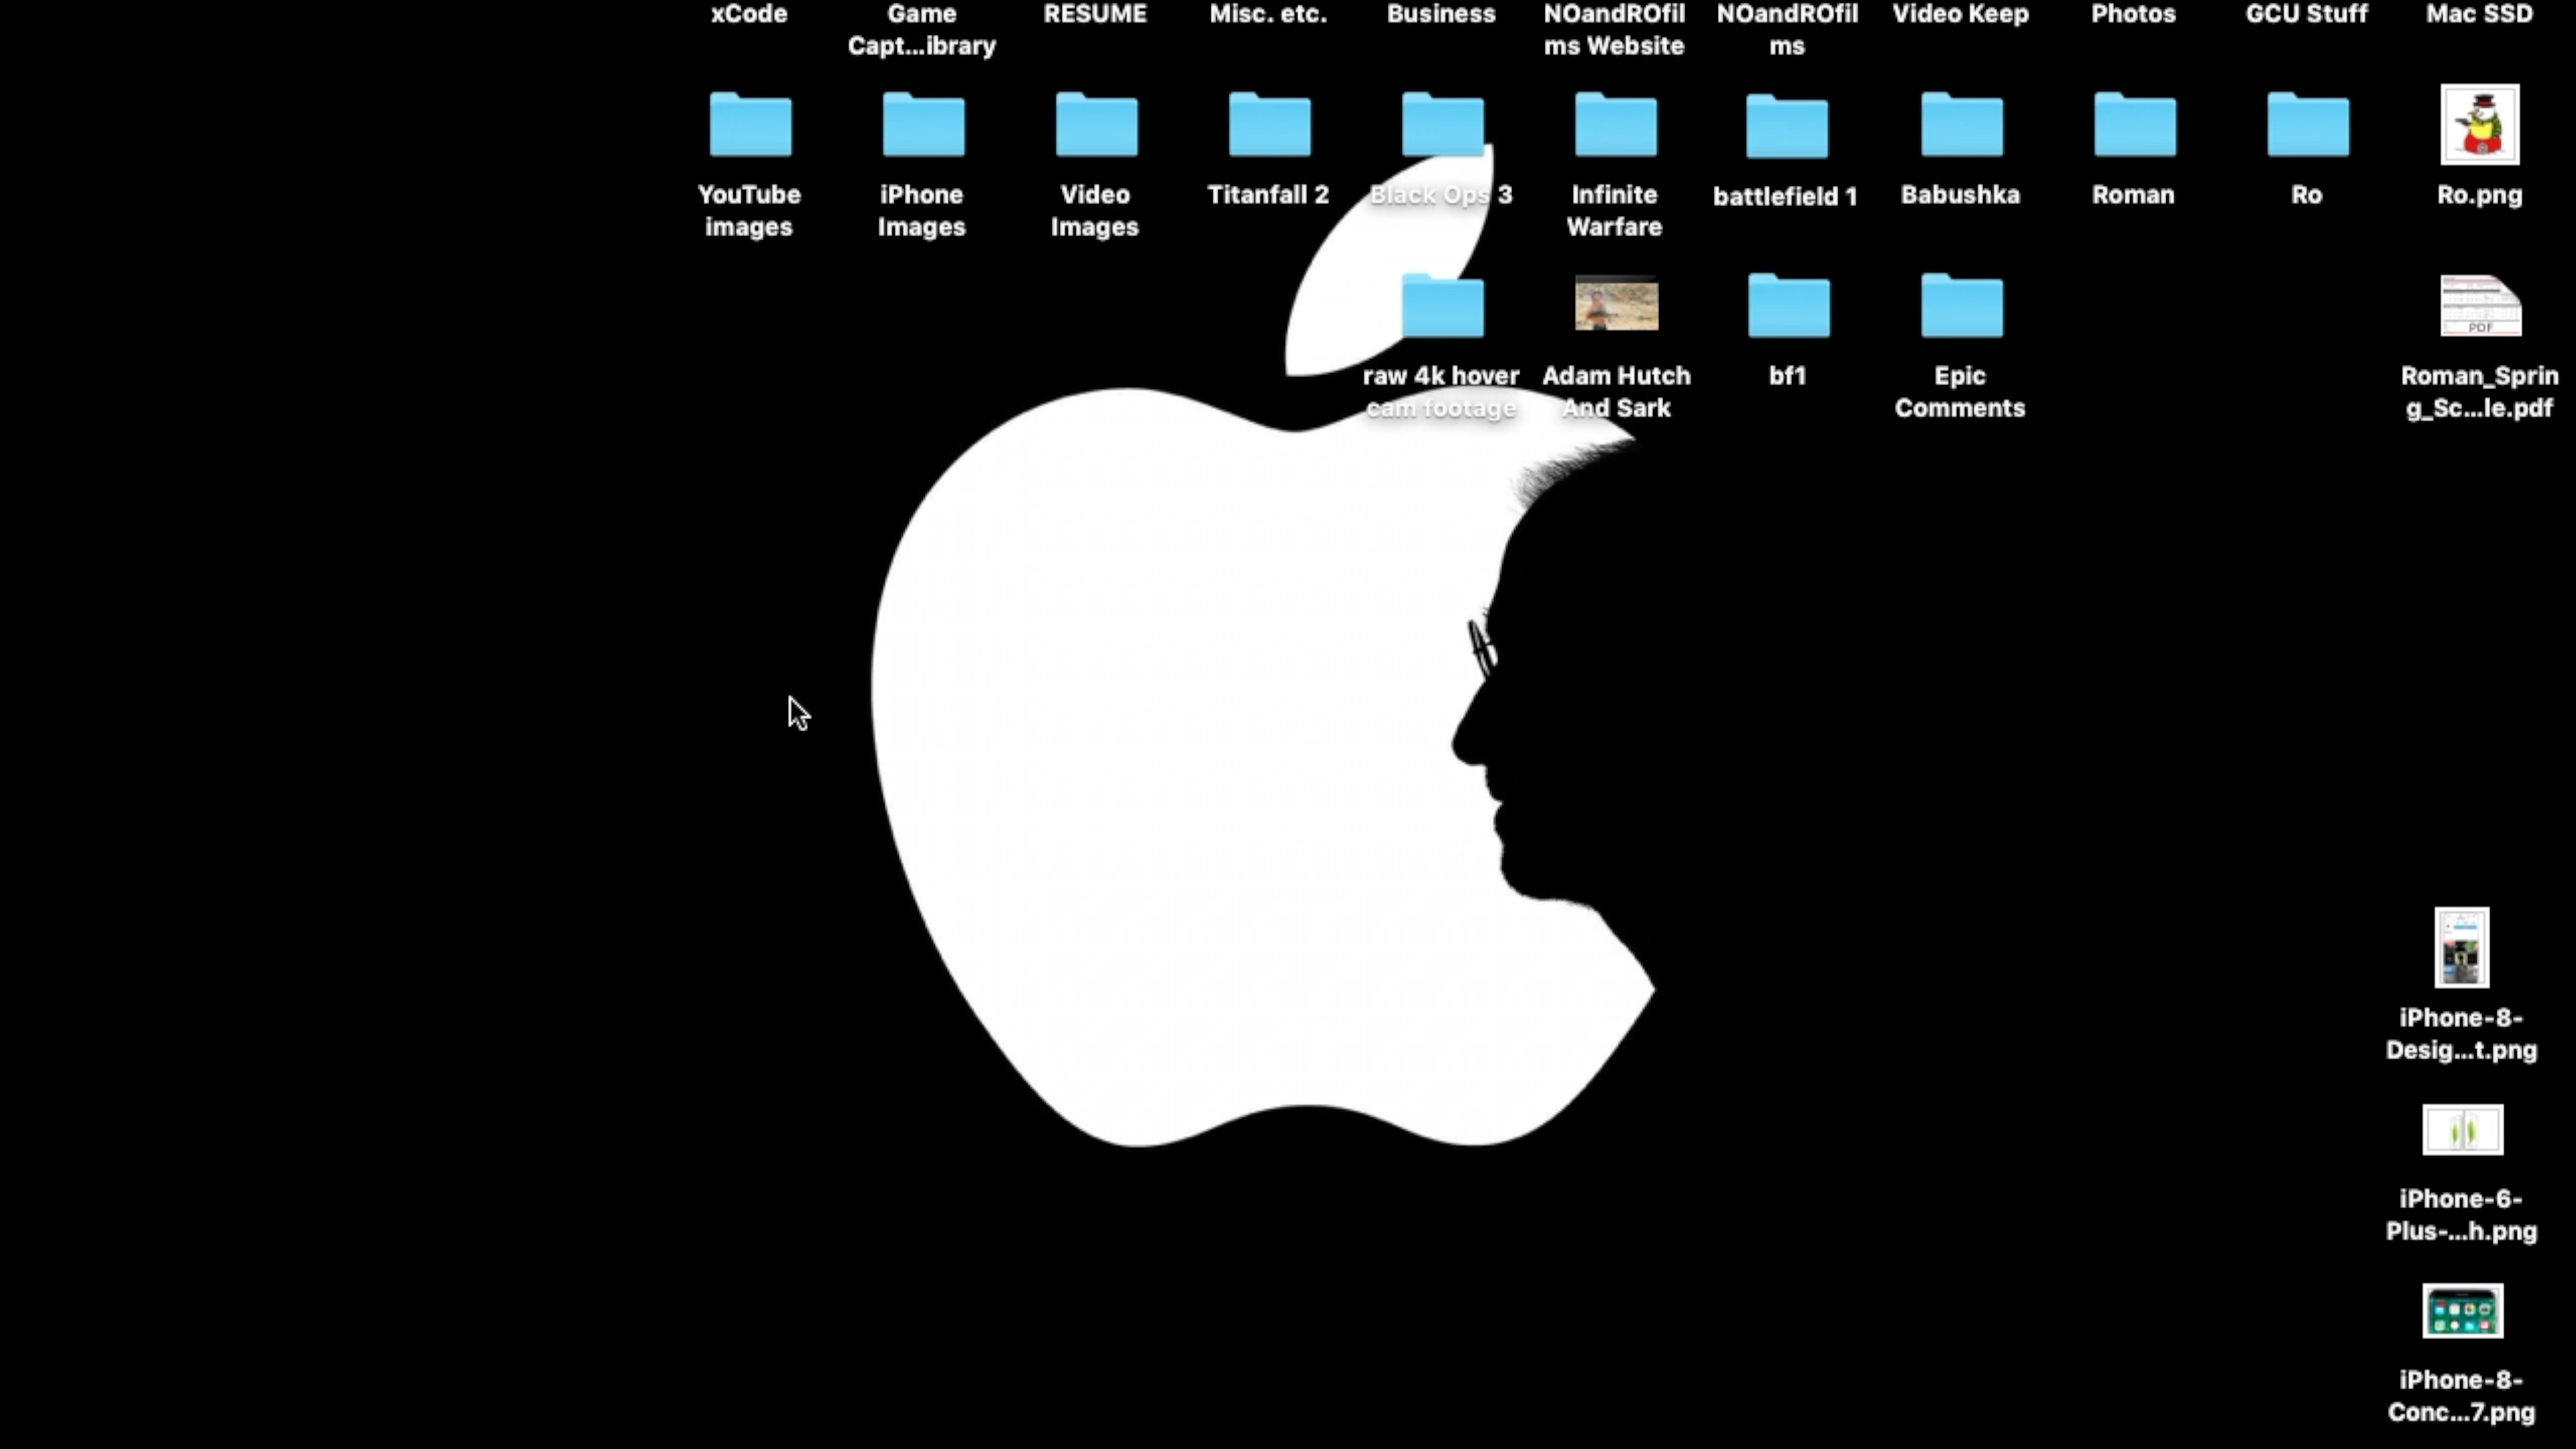 xCode
Game
Capt...ibrary
RESUME
Misc. etc.
Business
NOandROfil
ms Website
NOandROfil
ms
Video Keep
Photos
GCU Stuff
Mac SSD
YouTube
images
iPhone
Images
Video
Images
Titanfall 2
Black Ops 3
Infinite
Warfare
battlefield 1
Babushka
Roman
Ro
Ro.png
raw 4k hover
cam footage
Adam Hutch
And Sark
bf1
Epic
Comments
PDF
Roman_Sprin
g_Sc...le.pdf
iPhone-8-
Desig...t.png
iPhone-6-
Plus-...h.png
iPhone-8-
Conc...7.png